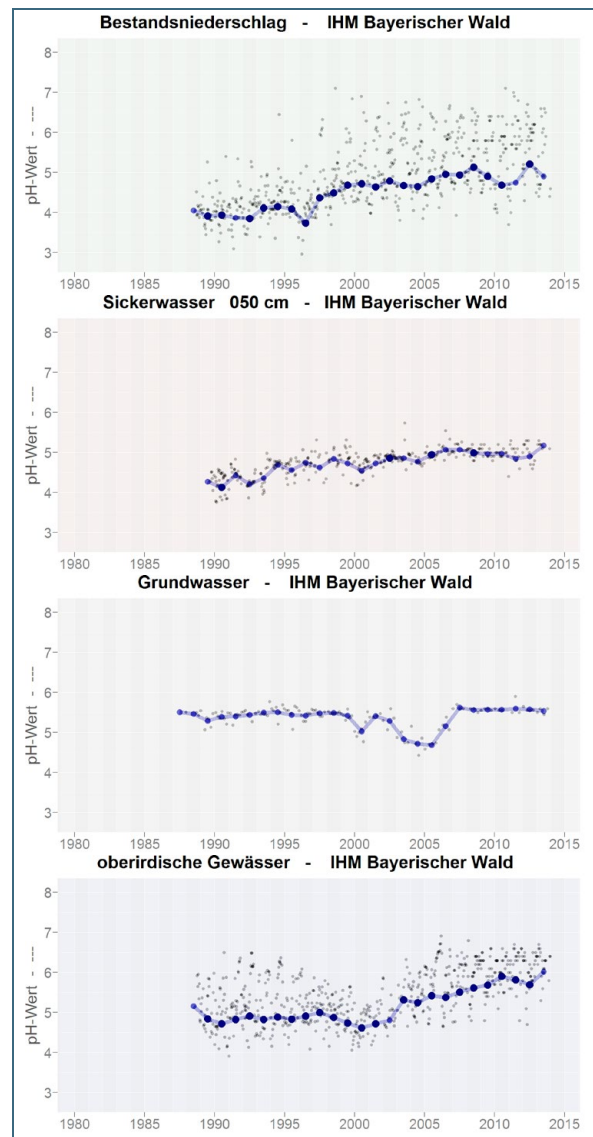 Bestandsniederschlag - IHM Bayerischer Wald
8
7
6
5
4
3
pH-Wert - ---
1980 1985 1990 1995 2000 2005 2010 2015
Sickerwasser 050 cm - IHM Bayerischer Wald
8
7
6
5
4
3
pH-Wert - ---
1980 1985 1990 1995 2000 2005 2010 2015
Grundwasser - IHM Bayerischer Wald
8
7
6
5
4
3
pH-Wert - ---
1980 1985 1990 1995 2000 2005 2010 2015
oberirdische Gewässer - IHM Bayerischer Wald
8
7
6
5
4
3
pH-Wert - ---
1980 1985 1990 1995 2000 2005 2010 2015